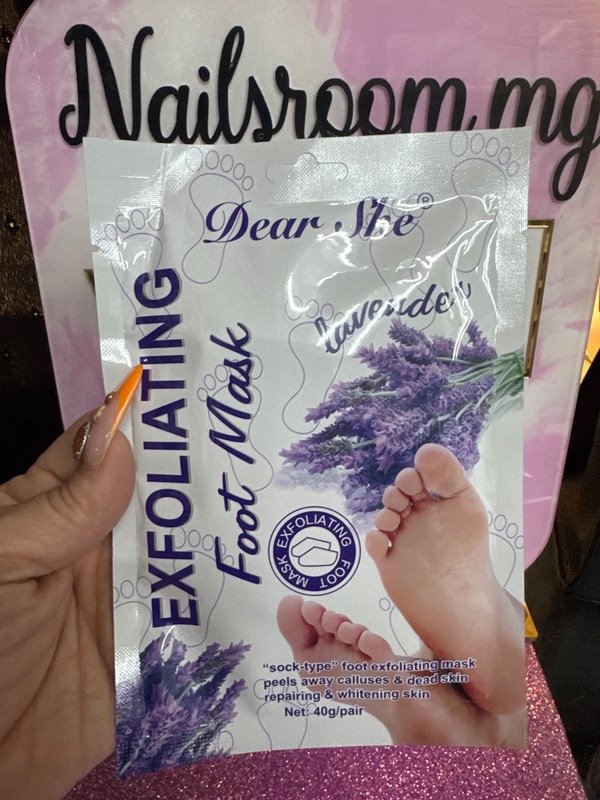 Nailsroom.mg
Dear She®
lavender
EXFOLIATING
Foot Mask
EXFOLIATING FOOT MASK
"sock-type" foot exfoliating mask
peels away calluses & dead skin
repairing & whitening skin
Net: 40g/pair